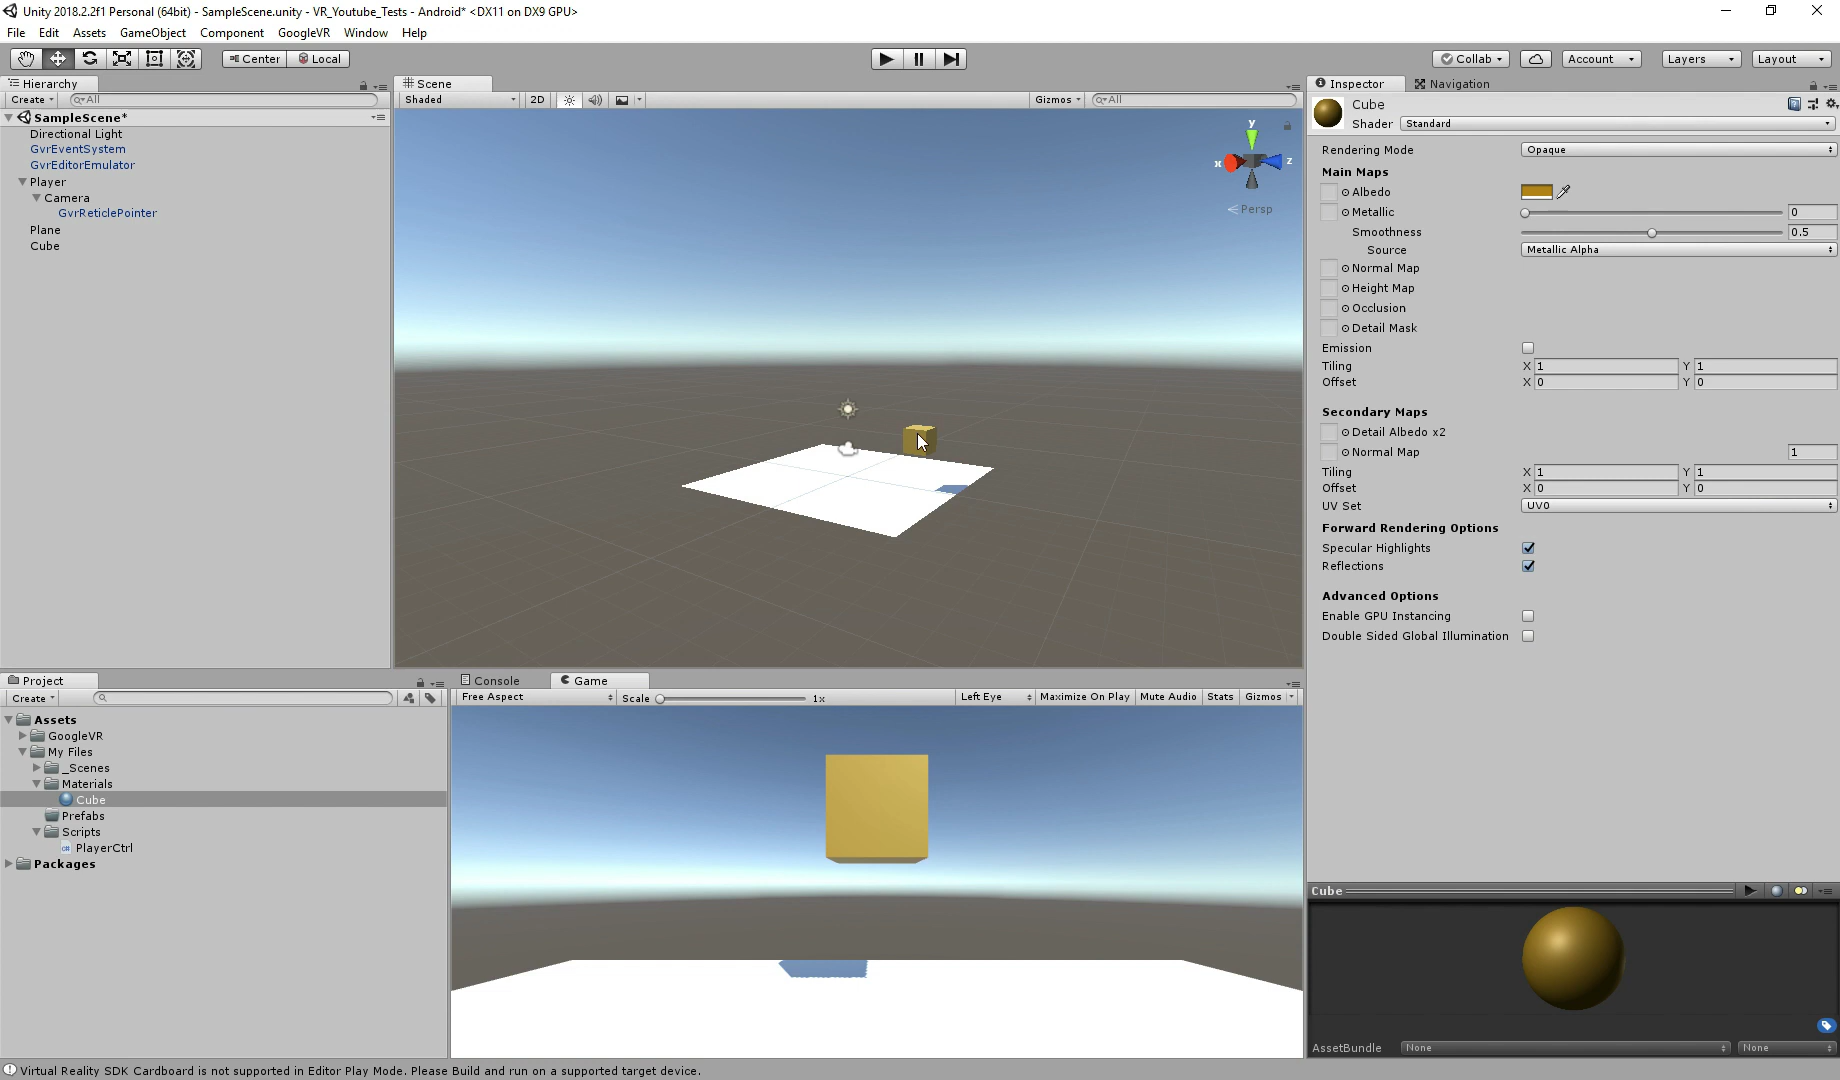 Unity 2018.2.2f1 Personal (64bit) - SampleScene.unity - VR_Youtube_Tests - Android* <DX11 on DX9 GPU>
File Edit Assets GameObject Component GoogleVR Window Help
Center Local Collab Account Layers Layout
Hierarchy
Create All
SampleScene*
Directional Light
GvrEventSystem
GvrEditorEmulator
Player
Camera
GvrReticlePointer
Plane
Cube
Scene
Shaded 2D Gizmos All
y
x z
Persp
Inspector Navigation
Cube
Shader Standard
Rendering Mode Opaque
Main Maps
Albedo
Metallic 0
Smoothness 0.5
Source Metallic Alpha
Normal Map
Height Map
Occlusion
Detail Mask
Emission
Tiling X 1 Y 1
Offset X 0 Y 0
Secondary Maps
Detail Albedo x2
Normal Map 1
Tiling X 1 Y 1
Offset X 0 Y 0
UV Set UV0
Forward Rendering Options
Specular Highlights
Reflections
Advanced Options
Enable GPU Instancing
Double Sided Global Illumination
Project
Create
Assets
GoogleVR
My Files
_Scenes
Materials
Cube
Prefabs
Scripts
PlayerCtrl
Packages
Console Game
Free Aspect Scale 1x Left Eye Maximize On Play Mute Audio Stats Gizmos
Cube
AssetBundle None None
Virtual Reality SDK Cardboard is not supported in Editor Play Mode. Please Build and run on a supported target device.